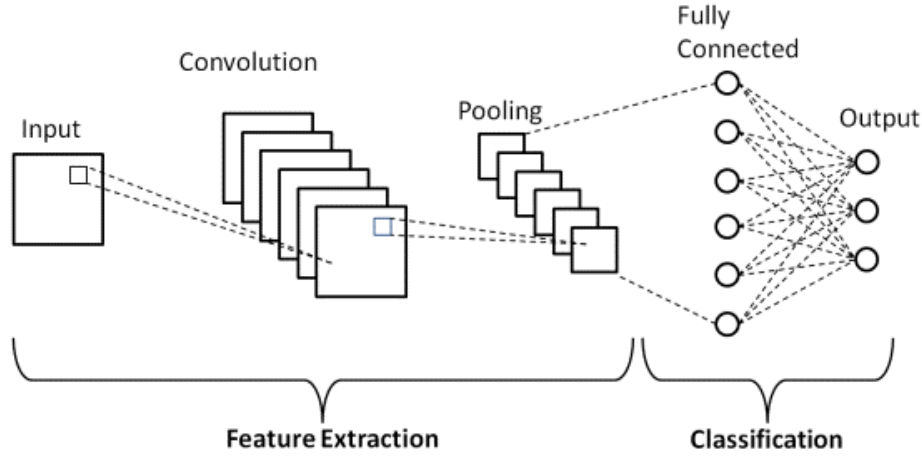 Input
Convolution
Pooling
Fully
Connected
Output
Feature Extraction
Classification